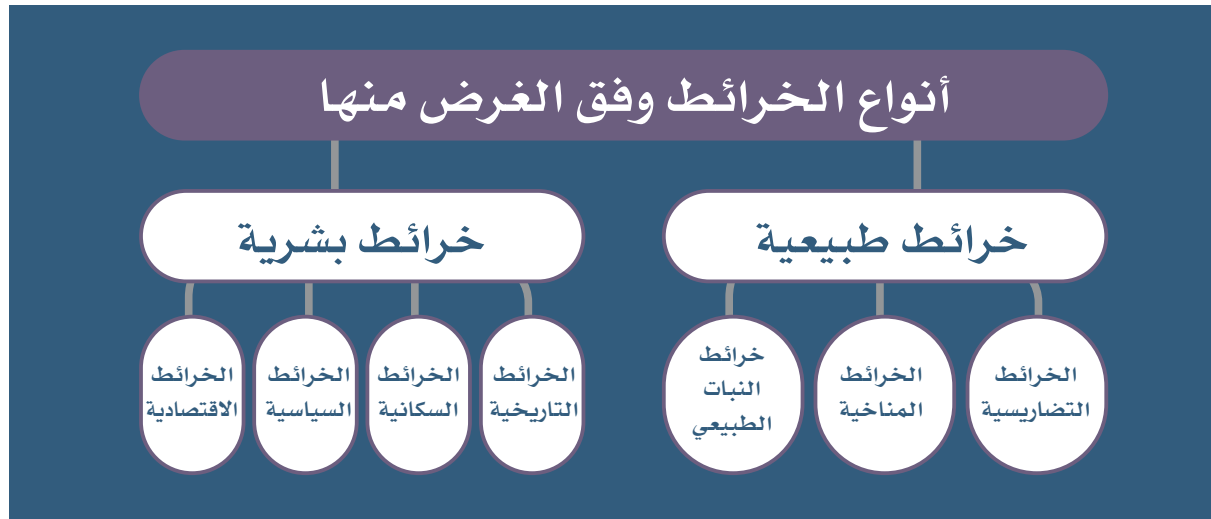 أنواع الخرائط وفق الغرض منها
خرائط طبيعية
خرائط بشرية
الخرائط
التضاريسية
الخرائط
المناخية
خرائط
النبات
الطبيعي
الخرائط
التاريخية
الخرائط
السكانية
الخرائط
السياسية
الخرائط
الاقتصادية